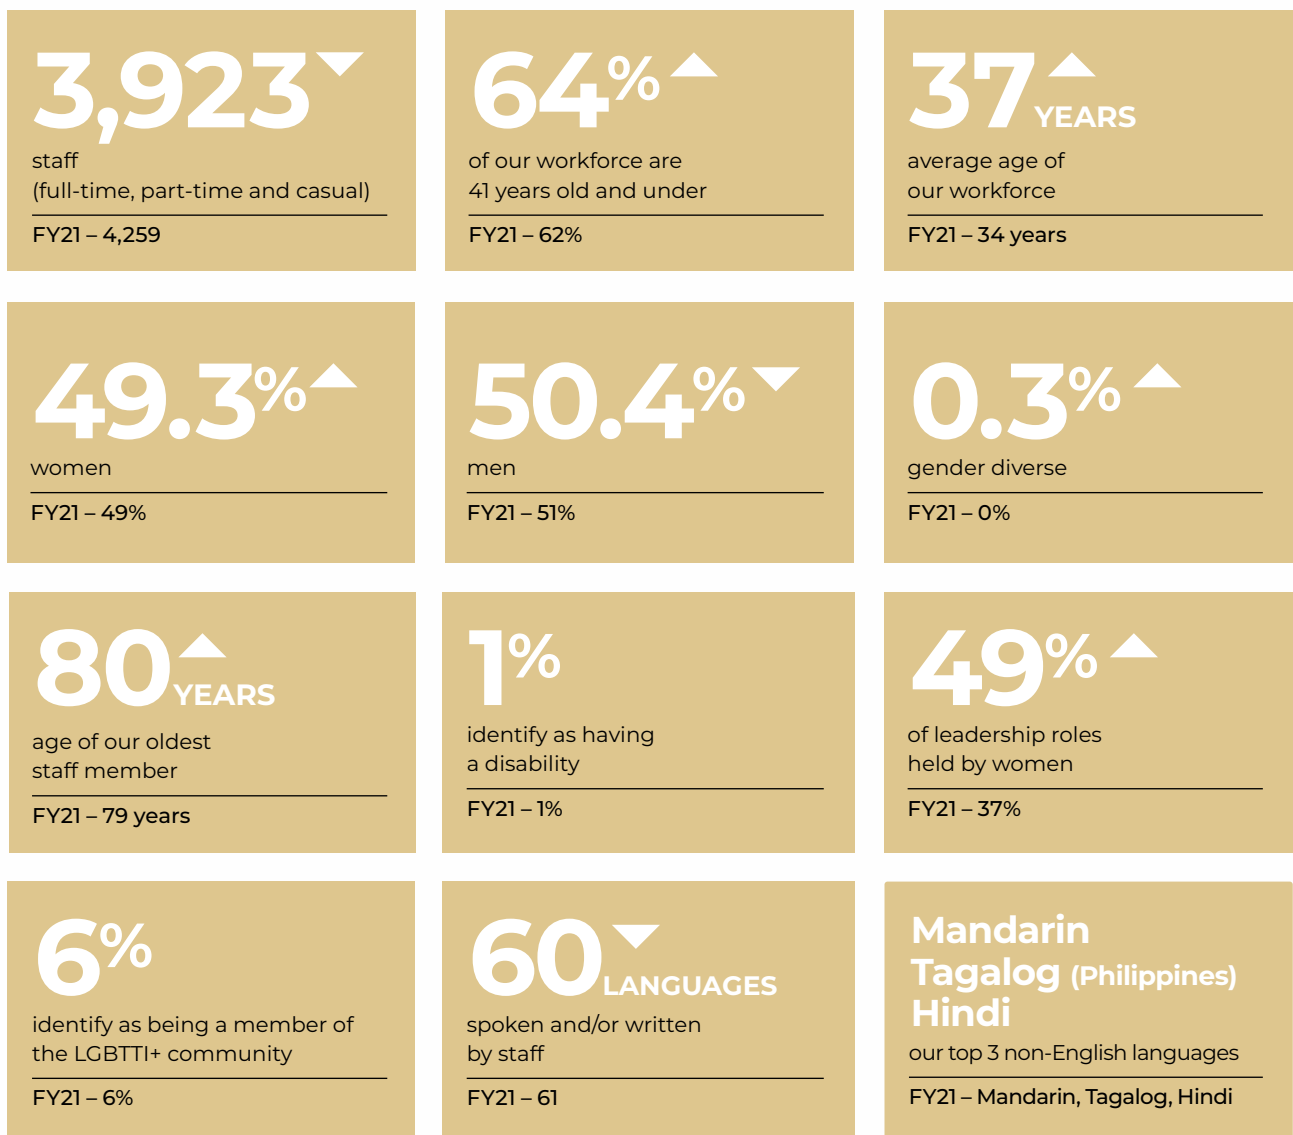 3,923
staff
(full-time, part-time and casual)
FY21 – 4,259
64%
of our workforce are
41 years old and under
FY21 – 62%
37 YEARS
average age of
our workforce
FY21 – 34 years
49.3%
women
FY21 – 49%
50.4%
men
FY21 – 51%
0.3%
gender diverse
FY21 – 0%
80 YEARS
age of our oldest
staff member
FY21 – 79 years
1%
identify as having
a disability
FY21 – 1%
49%
of leadership roles
held by women
FY21 – 37%
6%
identify as being a member of
the LGBTTI+ community
FY21 – 6%
60 LANGUAGES
spoken and/or written
by staff
FY21 – 61
Mandarin
Tagalog (Philippines)
Hindi
our top 3 non-English languages
FY21 – Mandarin, Tagalog, Hindi